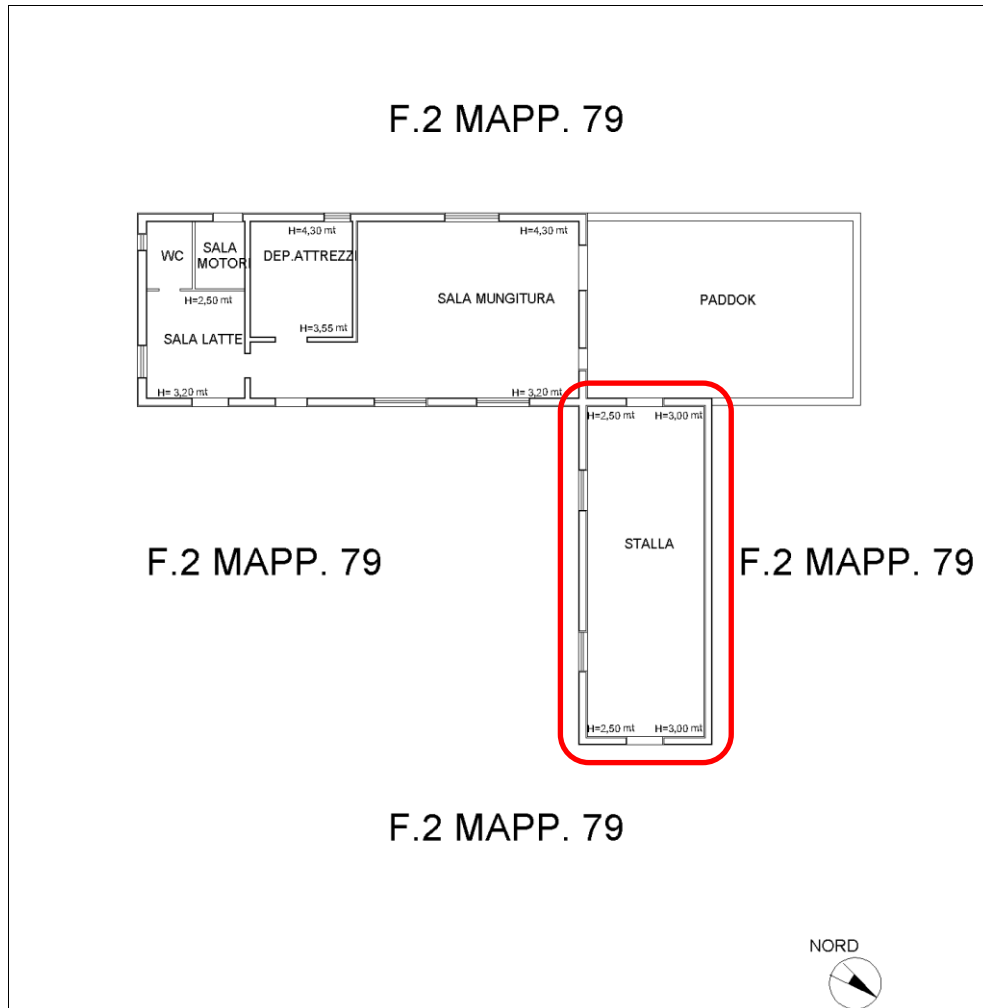 F.2 MAPP. 79
H=4,30 mt
H=4,30 mt
WC
SALA
MOTORI
DEP.ATTREZZI
H=2,50 mt
SALA MUNGITURA
PADDOK
H=3,55 mt
SALA LATTE
H= 3,20 mt
H=3,20 mt
H=2,50 mt
H=3,00 mt
STALLA
F.2 MAPP. 79
F.2 MAPP. 79
H=2,50 mt
H=3,00 mt
F.2 MAPP. 79
NORD